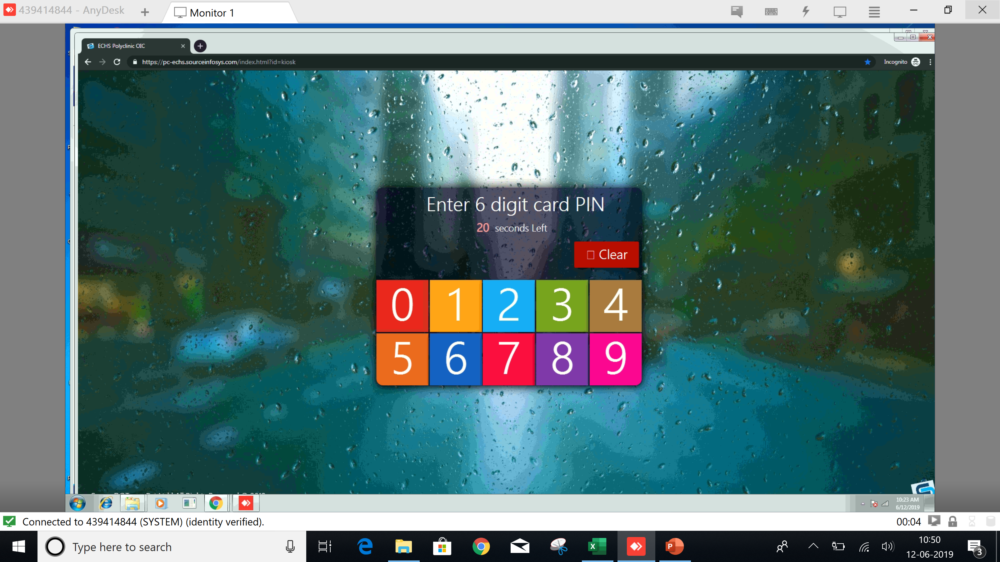 439414844 - AnyDesk
Monitor 1
ECHS Polyclinic OIC
https://pc-echs.sourceinfosys.com/index.html?id=kiosk
Incognito
Enter 6 digit card PIN
20 seconds Left
Clear
0 1 2 3 4
5 6 7 8 9
10:23 AM
6/12/2019
Connected to 439414844 (SYSTEM) (identity verified).
00:04
Type here to search
10:50
12-06-2019
3